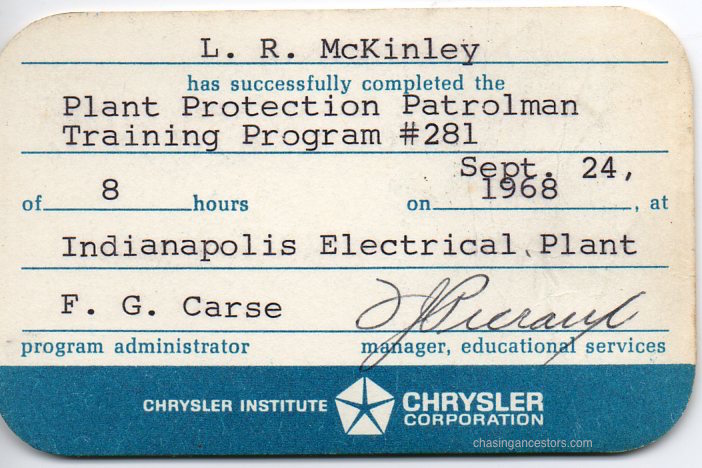 L. R. McKinley
has successfully completed the
Plant Protection Patrolman
Training Program #281
Sept. 24,
of 8 hours on 1968, at
Indianapolis Electrical Plant
F. G. Carse
program administrator manager, educational services
CHRYSLER INSTITUTE CHRYSLER
CORPORATION
chasingancestors.com